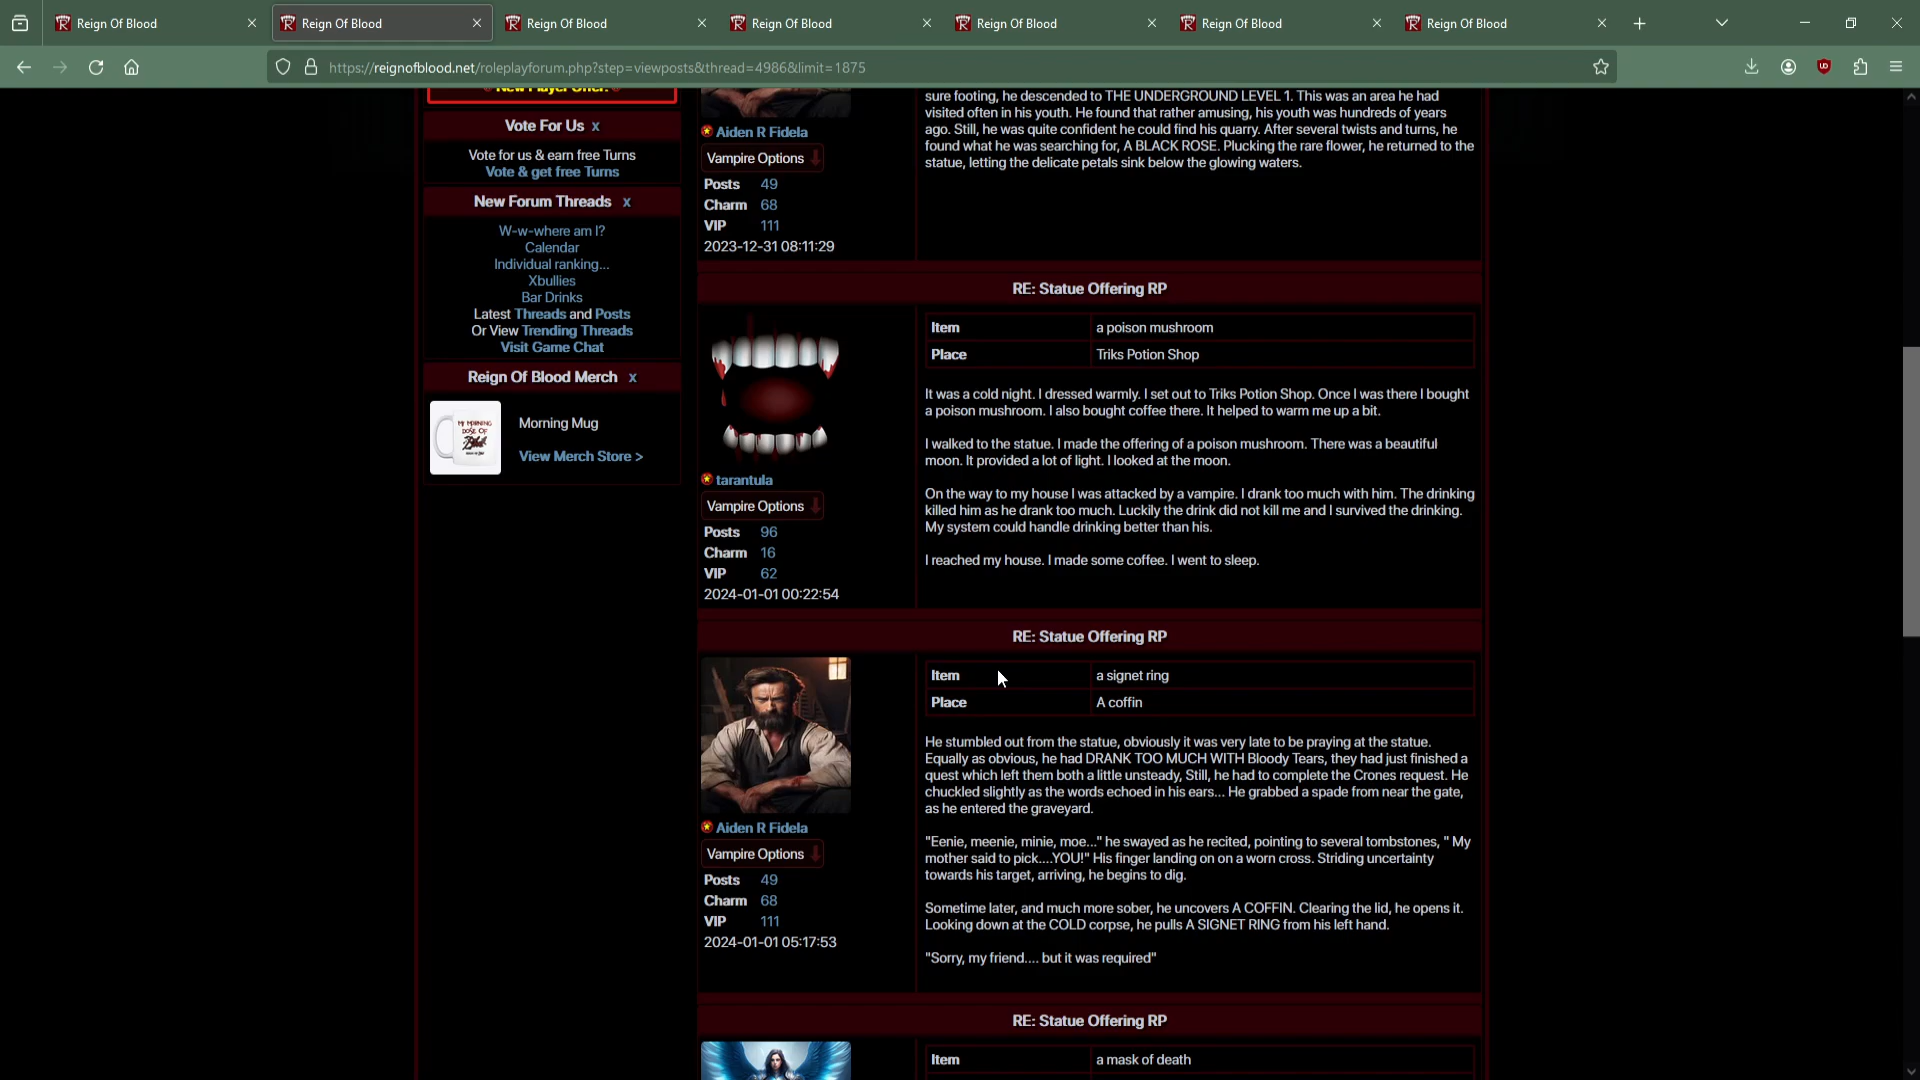 Reign Of Blood
Reign Of Blood
Reign Of Blood
Reign Of Blood
Reign Of Blood
Reign Of Blood
Reign Of Blood
https://reignofblood.net/roleplayforum.php?step=viewposts&thread=4986&limit=1875
New Player Offer!
Vote For Us x
Vote for us & earn free Turns
Vote & get free Turns
New Forum Threads x
W-w-where am I?
Calendar
Individual ranking...
Xbullies
Bar Drinks
Latest Threads and Posts
Or View Trending Threads
Visit Game Chat
Reign Of Blood Merch x
MY MORNING
DOSE OF
Morning Mug
View Merch Store >
Aiden R Fidela
Vampire Options
Posts 49
Charm 68
VIP 111
2023-12-31 08:11:29
sure footing, he descended to THE UNDERGROUND LEVEL 1. This was an area he had
visited often in his youth. He found that rather amusing, his youth was hundreds of years
ago. Still, he was quite confident he could find his quarry. After several twists and turns, he
found what he was searching for, A BLACK ROSE. Plucking the rare flower, he returned to the
statue, letting the delicate petals sink below the glowing waters.
RE: Statue Offering RP
tarantula
Vampire Options
Posts 96
Charm 16
VIP 62
2024-01-01 00:22:54
Item a poison mushroom
Place Triks Potion Shop
It was a cold night. I dressed warmly. I set out to Triks Potion Shop. Once I was there I bought
a poison mushroom. I also bought coffee there. It helped to warm me up a bit.
I walked to the statue. I made the offering of a poison mushroom. There was a beautiful
moon. It provided a lot of light. I looked at the moon.
On the way to my house I was attacked by a vampire. I drank too much with him. The drinking
killed him as he drank too much. Luckily the drink did not kill me and I survived the drinking.
My system could handle drinking better than his.
I reached my house. I made some coffee. I went to sleep.
RE: Statue Offering RP
Aiden R Fidela
Vampire Options
Posts 49
Charm 68
VIP 111
2024-01-01 05:17:53
Item a signet ring
Place A coffin
He stumbled out from the statue, obviously it was very late to be praying at the statue.
Equally as obvious, he had DRANK TOO MUCH WITH Bloody Tears, they had just finished a
quest which left them both a little unsteady, Still, he had to complete the Crones request. He
chuckled slightly as the words echoed in his ears... He grabbed a spade from near the gate,
as he entered the graveyard.
"Eenie, meenie, minie, moe..." he swayed as he recited, pointing to several tombstones, " My
mother said to pick....YOU!" His finger landing on on a worn cross. Striding uncertainty
towards his target, arriving, he begins to dig.
Sometime later, and much more sober, he uncovers A COFFIN. Clearing the lid, he opens it.
Looking down at the COLD corpse, he pulls A SIGNET RING from his left hand.
"Sorry, my friend.... but it was required"
RE: Statue Offering RP
Item a mask of death